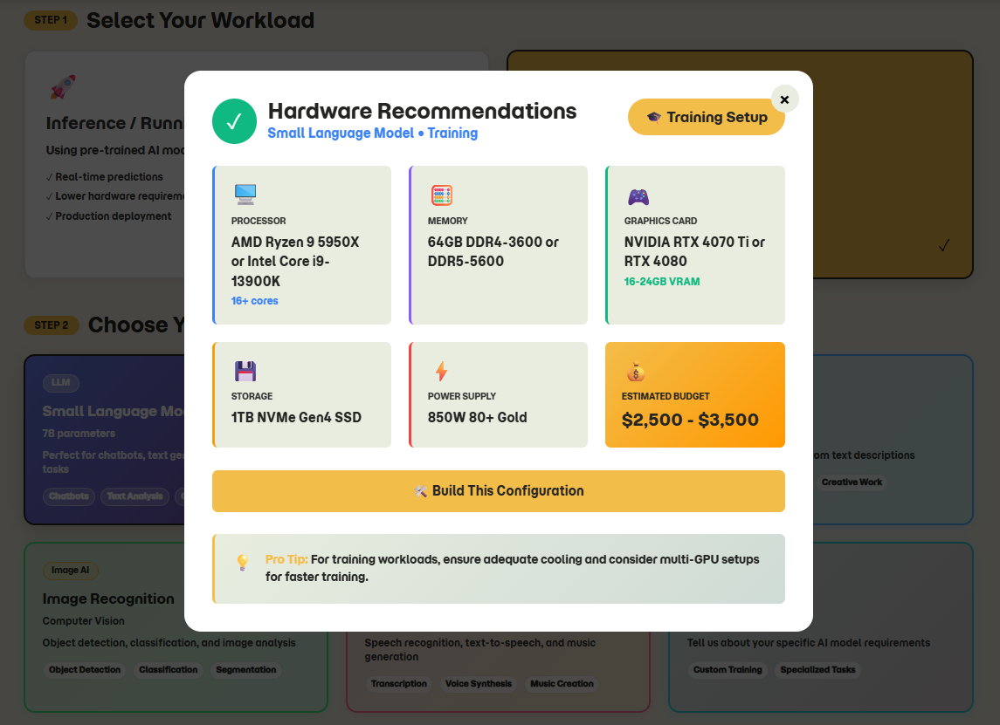 STEP 1
Select Your Workload
Inference / Runn
Using pre-trained AI mod
✓ Real-time predictions
✓ Lower hardware requirem
✓ Production deployment
✓
×
✓
Hardware Recommendations
Small Language Model • Training
Training Setup
PROCESSOR
AMD Ryzen 9 5950X
or Intel Core i9-
13900K
16+ cores
MEMORY
64GB DDR4-3600 or
DDR5-5600
GRAPHICS CARD
NVIDIA RTX 4070 Ti or
RTX 4080
16-24GB VRAM
STORAGE
1TB NVMe Gen4 SSD
POWER SUPPLY
850W 80+ Gold
ESTIMATED BUDGET
$2,500 - $3,500
Build This Configuration
Pro Tip: For training workloads, ensure adequate cooling and consider multi-GPU setups
for faster training.
STEP 2
Choose Y
LLM
Small Language Mo
7B parameters
Perfect for chatbots, text gen
tasks
Chatbots
Text Analysis
om text descriptions
Creative Work
Image AI
Image Recognition
Computer Vision
Object detection, classification, and image analysis
Object Detection
Classification
Segmentation
Speech recognition, text-to-speech, and music
generation
Transcription
Voice Synthesis
Music Creation
Tell us about your specific AI model requirements
Custom Training
Specialized Tasks